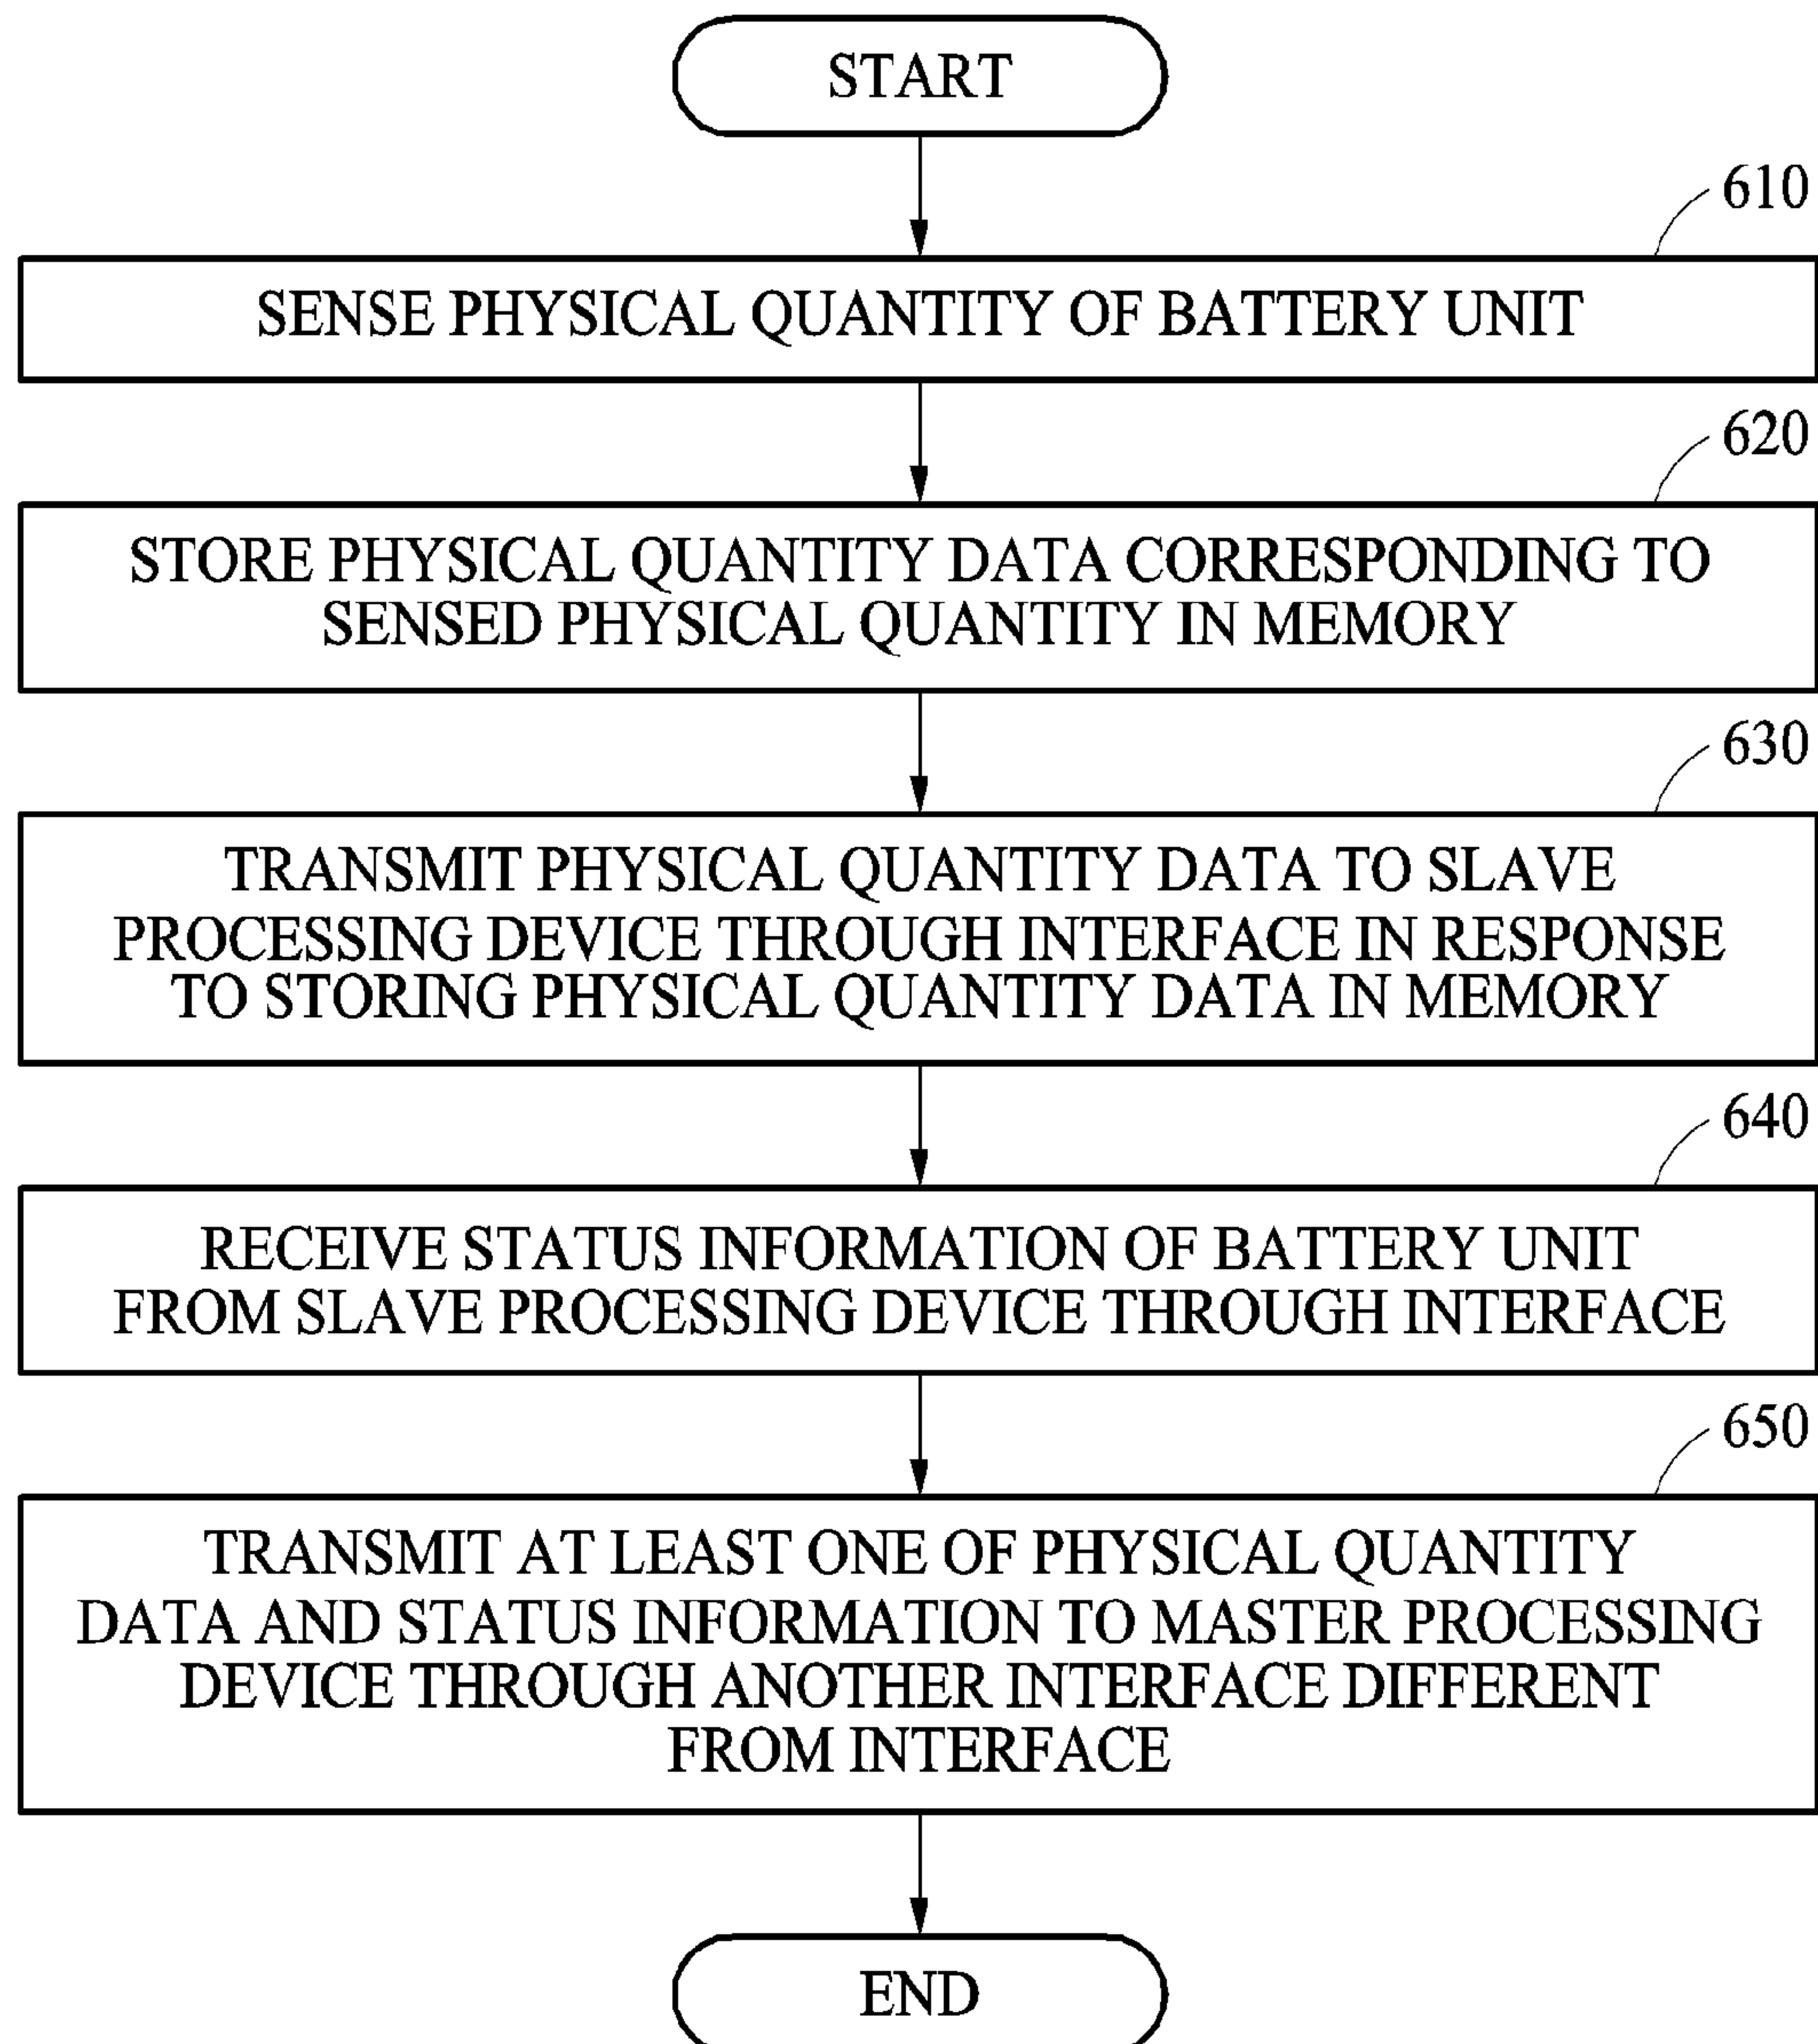 START
610
SENSE PHYSICAL QUANTITY OF BATTERY UNIT
620
STORE PHYSICAL QUANTITY DATA CORRESPONDING TO
SENSED PHYSICAL QUANTITY IN MEMORY
630
TRANSMIT PHYSICAL QUANTITY DATA TO SLAVE
PROCESSING DEVICE THROUGH INTERFACE IN RESPONSE
TO STORING PHYSICAL QUANTITY DATA IN MEMORY
640
RECEIVE STATUS INFORMATION OF BATTERY UNIT
FROM SLAVE PROCESSING DEVICE THROUGH INTERFACE
650
TRANSMIT AT LEAST ONE OF PHYSICAL QUANTITY
DATA AND STATUS INFORMATION TO MASTER PROCESSING
DEVICE THROUGH ANOTHER INTERFACE DIFFERENT
FROM INTERFACE
END